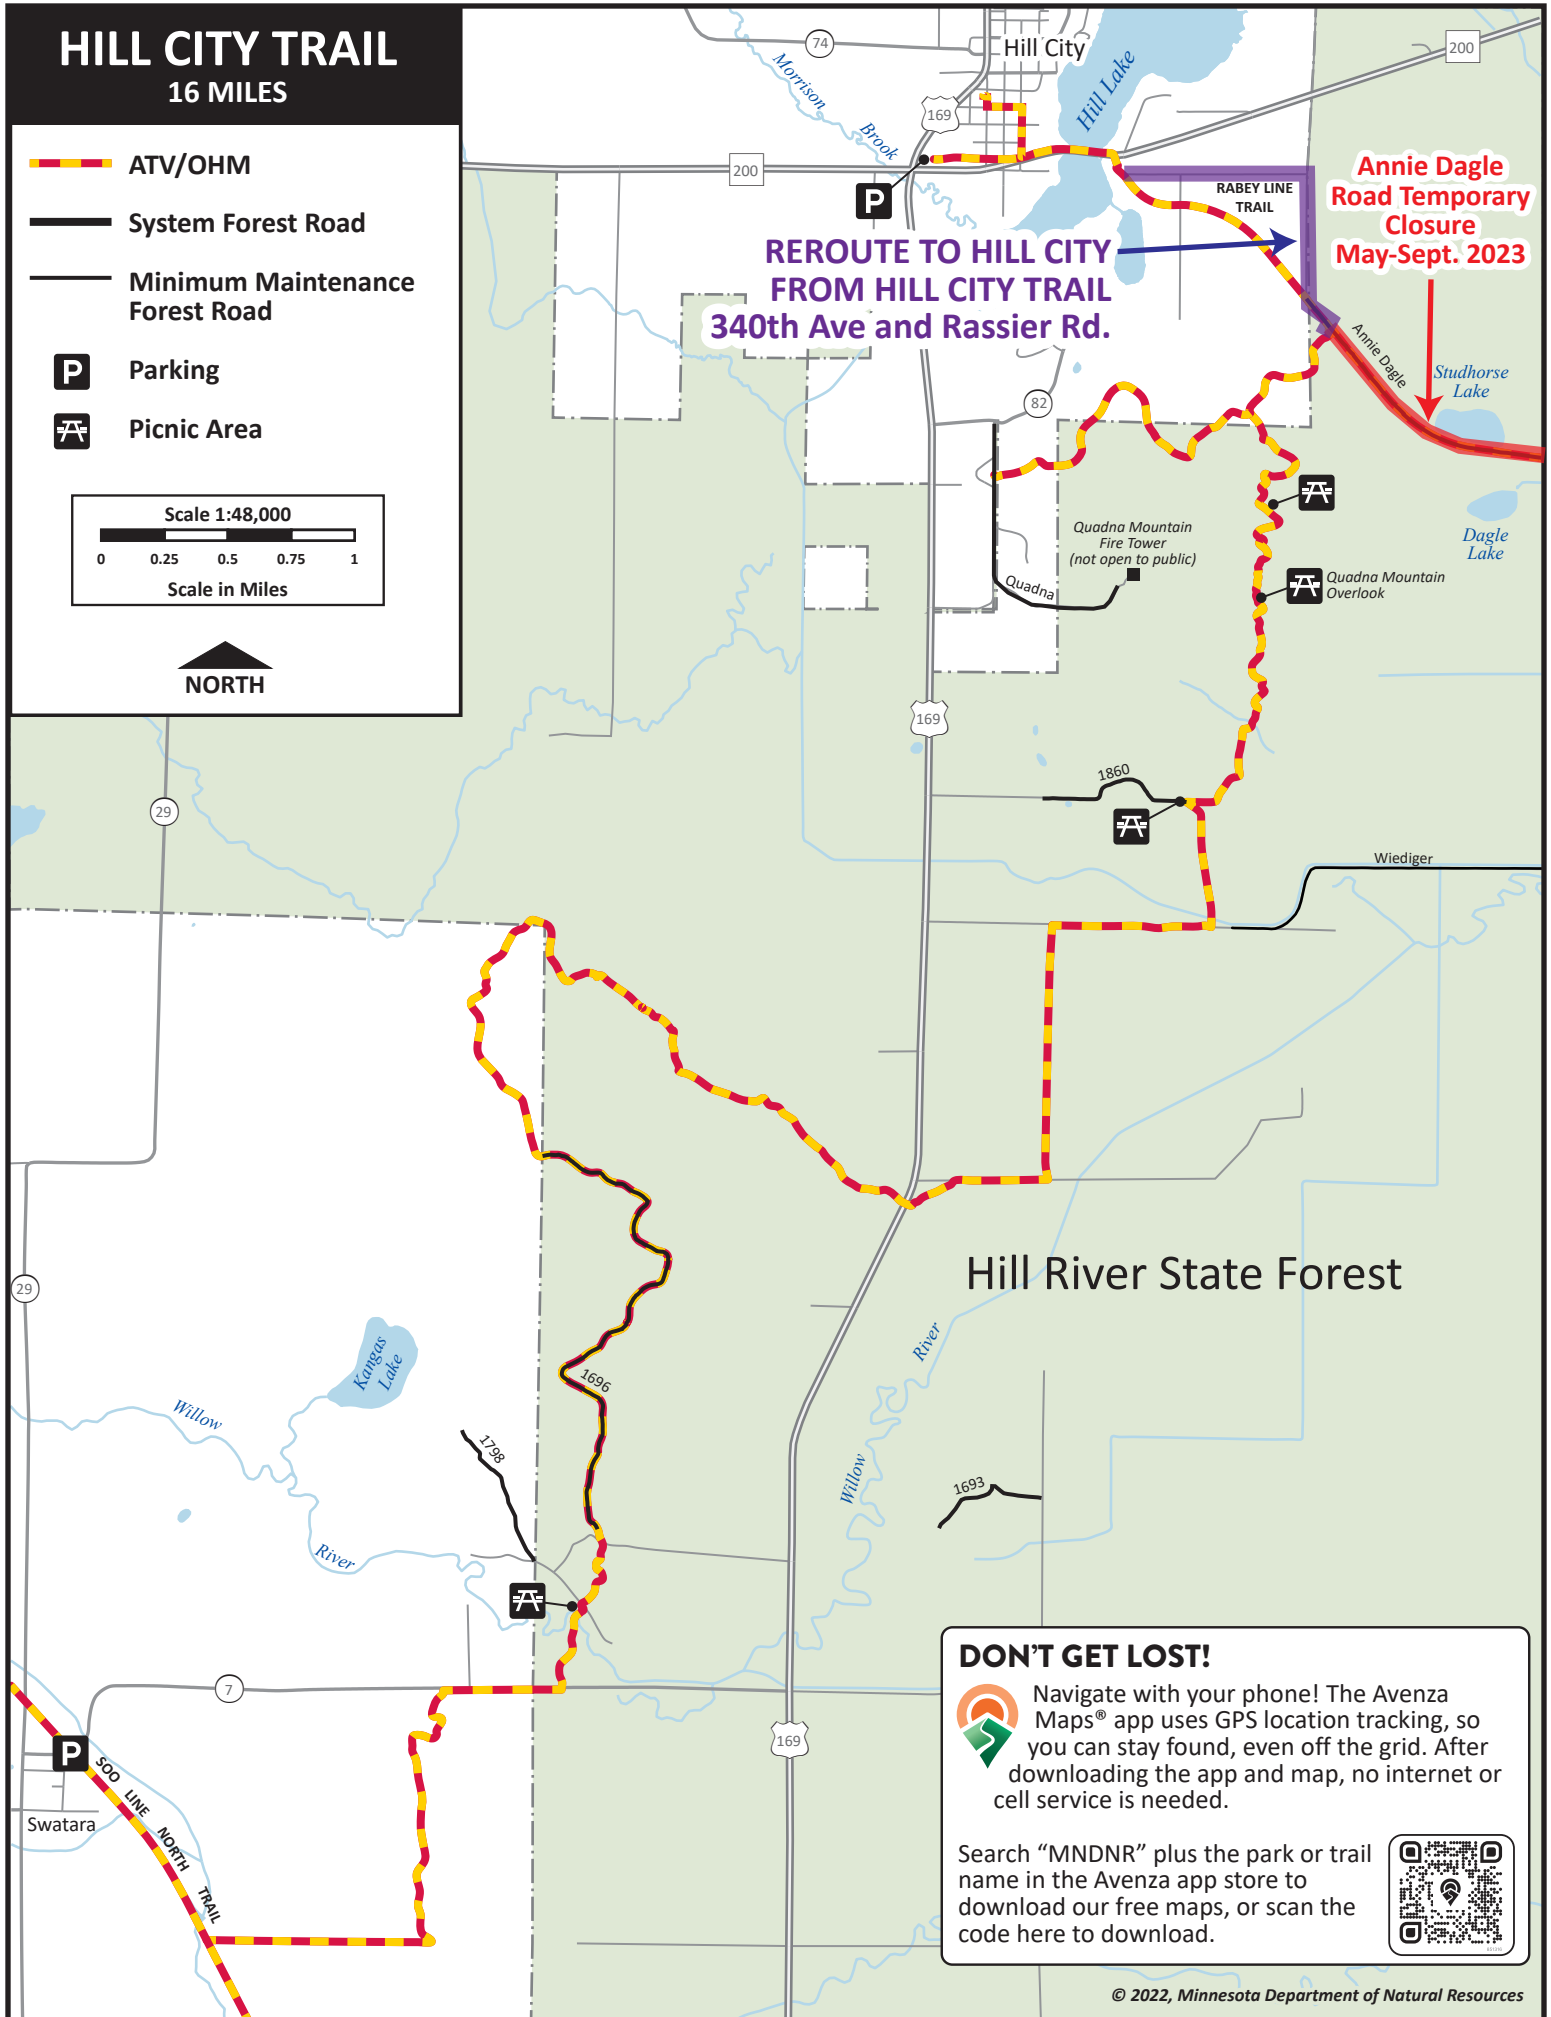 HILL CITY TRAIL
16 MILES
ATV/OHM
System Forest Road
Minimum Maintenance
Forest Road
P
Parking
Picnic Area
Scale 1:48,000
0 0.25 0.5 0.75 1
Scale in Miles
NORTH
74
Hill City
200
Morrison
Brook
169
Hill Lake
200
P
RABEY LINE
TRAIL
Annie Dagle
Road Temporary
Closure
May-Sept. 2023
REROUTE TO HILL CITY
FROM HILL CITY TRAIL
340th Ave and Rassier Rd.
Annie Dagle
Studhorse
Lake
82
Quadna Mountain
Fire Tower
(not open to public)
Dagle
Lake
Quadna
Quadna Mountain
Overlook
169
1860
29
Wiediger
Hill River State Forest
29
Kangas
Lake
River
1696
Willow
1798
Willow
1693
River
7
169
P
SOO LINE NORTH TRAIL
Swatara
DON'T GET LOST!
Navigate with your phone! The Avenza
Maps® app uses GPS location tracking, so
you can stay found, even off the grid. After
downloading the app and map, no internet or
cell service is needed.
Search “MNDNR” plus the park or trail
name in the Avenza app store to
download our free maps, or scan the
code here to download.
© 2022, Minnesota Department of Natural Resources